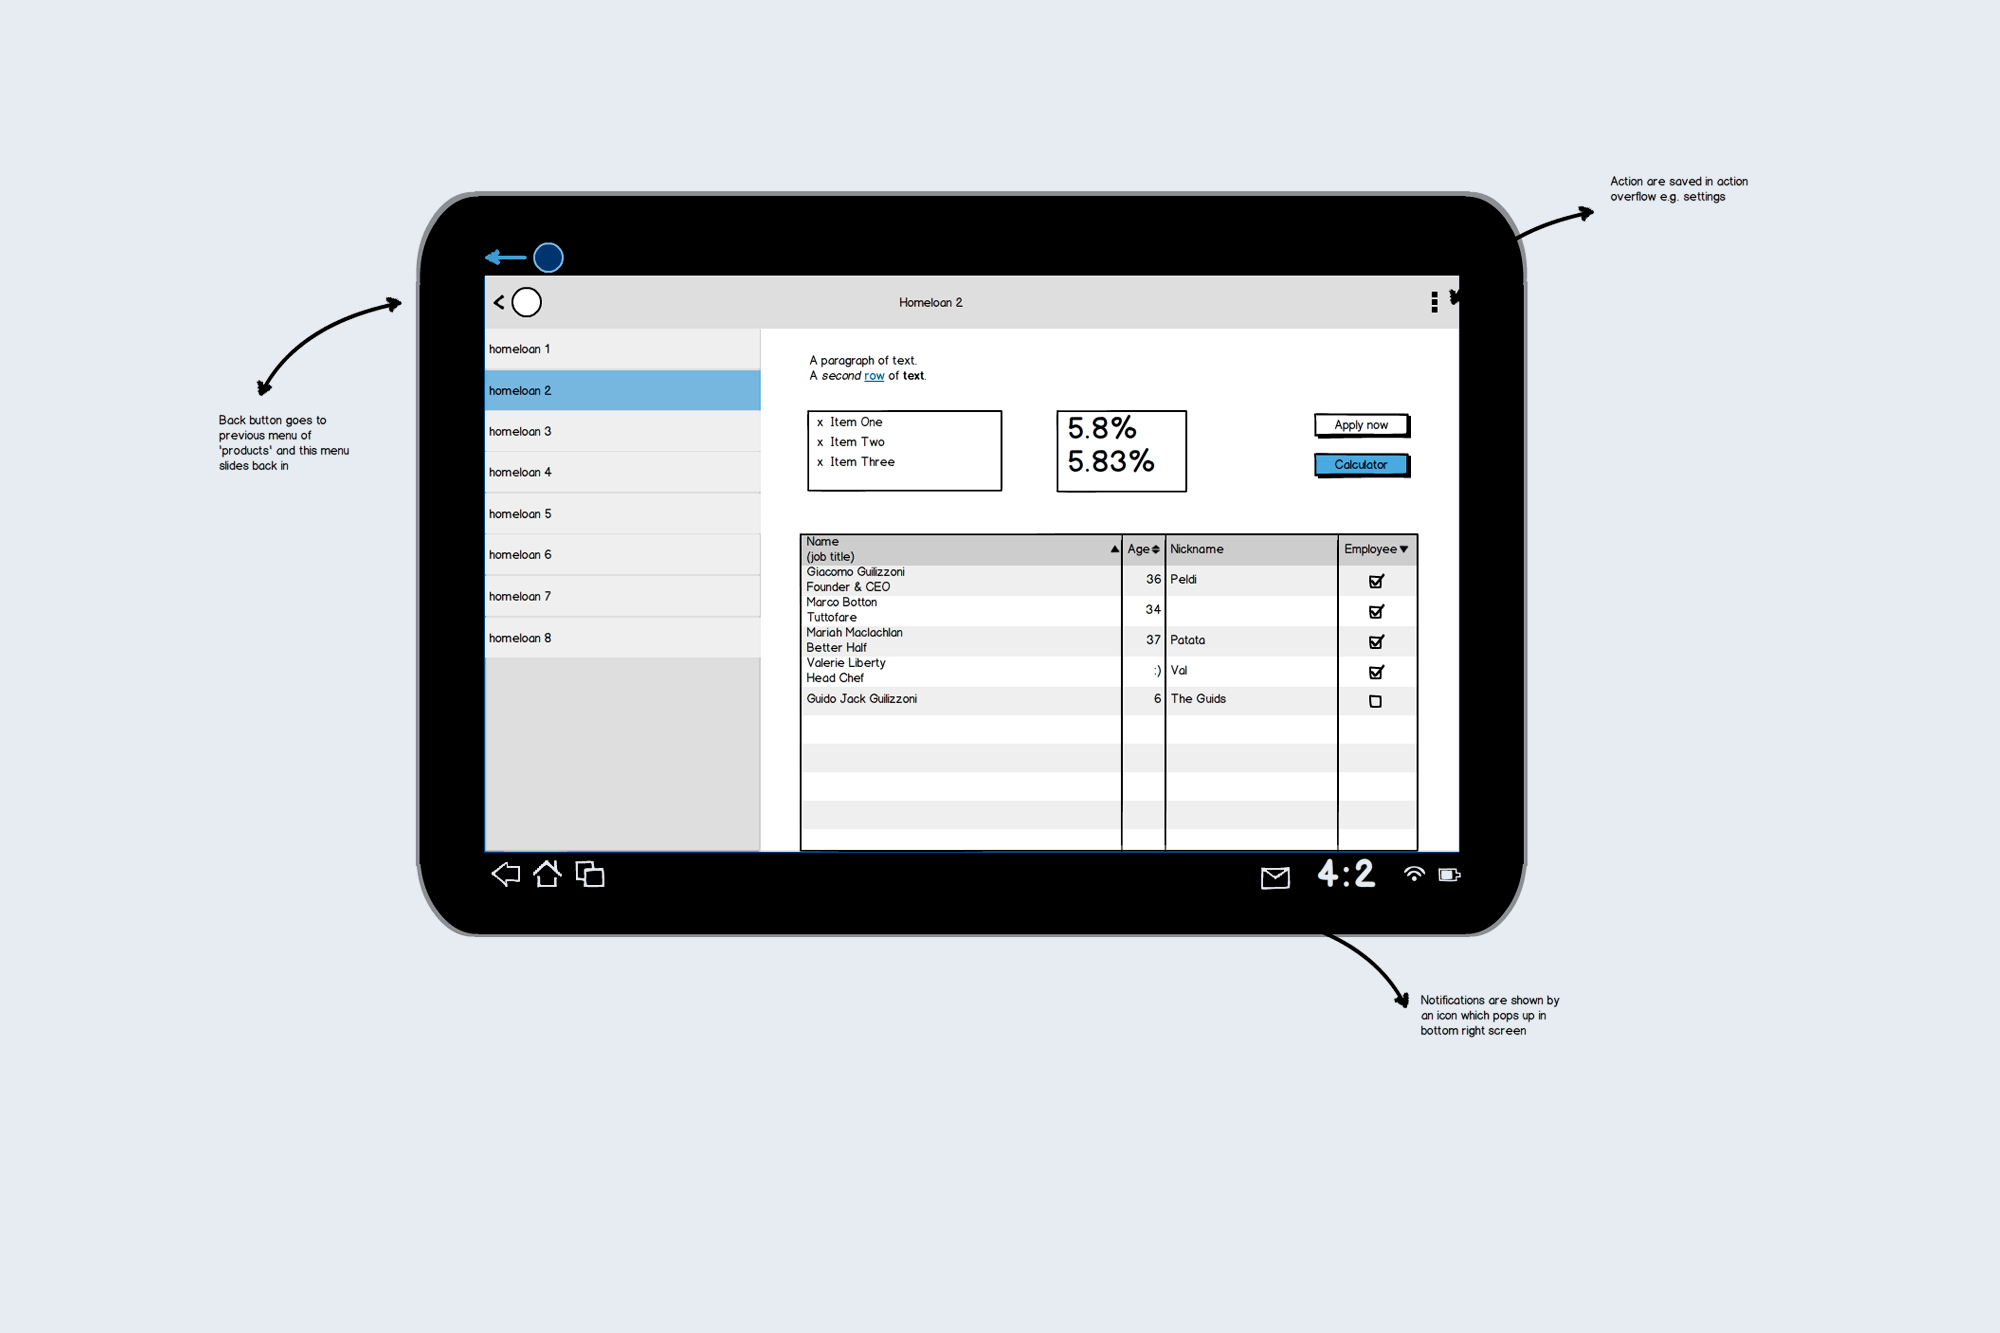 Action are saved in action
overflow e.g. settings
Back button goes to
previous menu of
'products' and this menu
slides back in
Homeloan 2
homeloan 1
homeloan 2
homeloan 3
homeloan 4
homeloan 5
homeloan 6
homeloan 7
homeloan 8
A paragraph of text.
A second row of text.
x Item One
x Item Two
x Item Three
5.8%
5.83%
Apply now
Calculator
Name
(job title)
Age
Nickname
Employee
Giacomo Guilizzoni
Founder & CEO
36
Peldi
Marco Botton
Tuttofare
34
Mariah Maclachlan
Better Half
37
Patata
Valerie Liberty
Head Chef
:)
Val
Guido Jack Guilizzoni
6
The Guids
4:2
Notifications are shown by
an icon which pops up in
bottom right screen